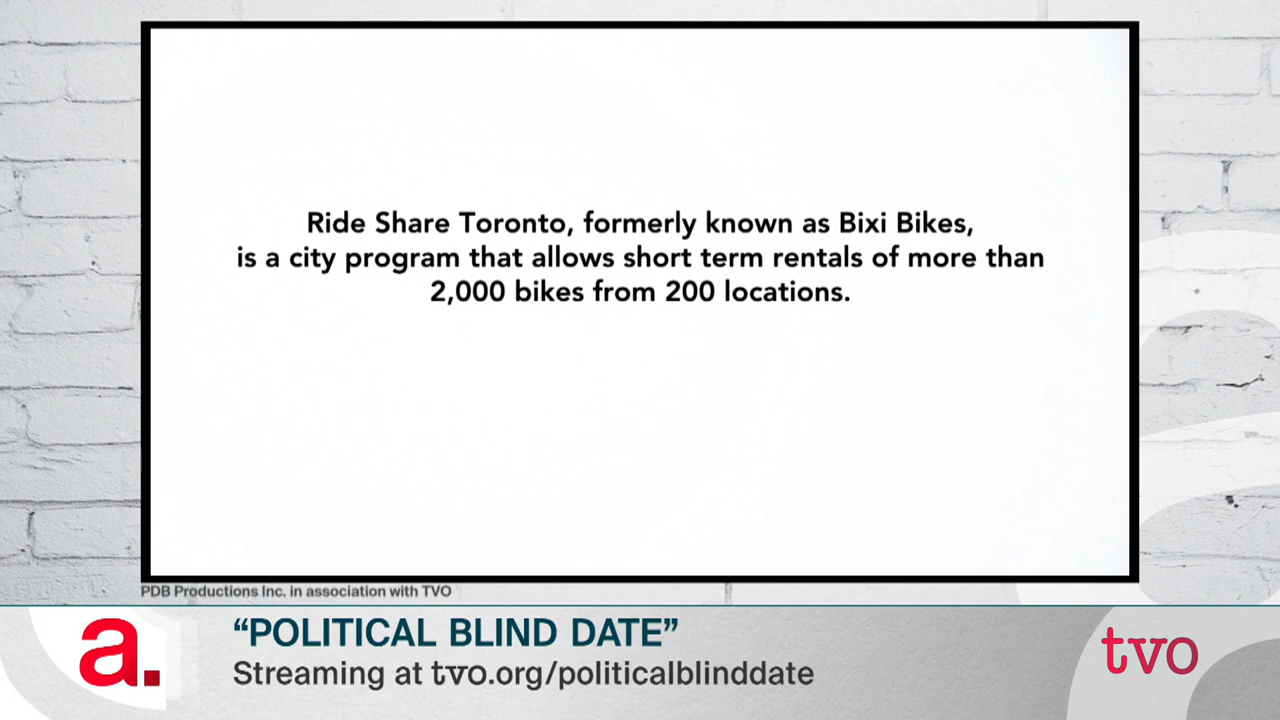 Ride Share Toronto, formerly known as Bixi Bikes,
is a city program that allows short term rentals of more than
2,000 bikes from 200 locations.
PDB Productions Inc. in association with TVO
a.
“POLITICAL BLIND DATE”
Streaming at tvo.org/politicalblinddate
tvo